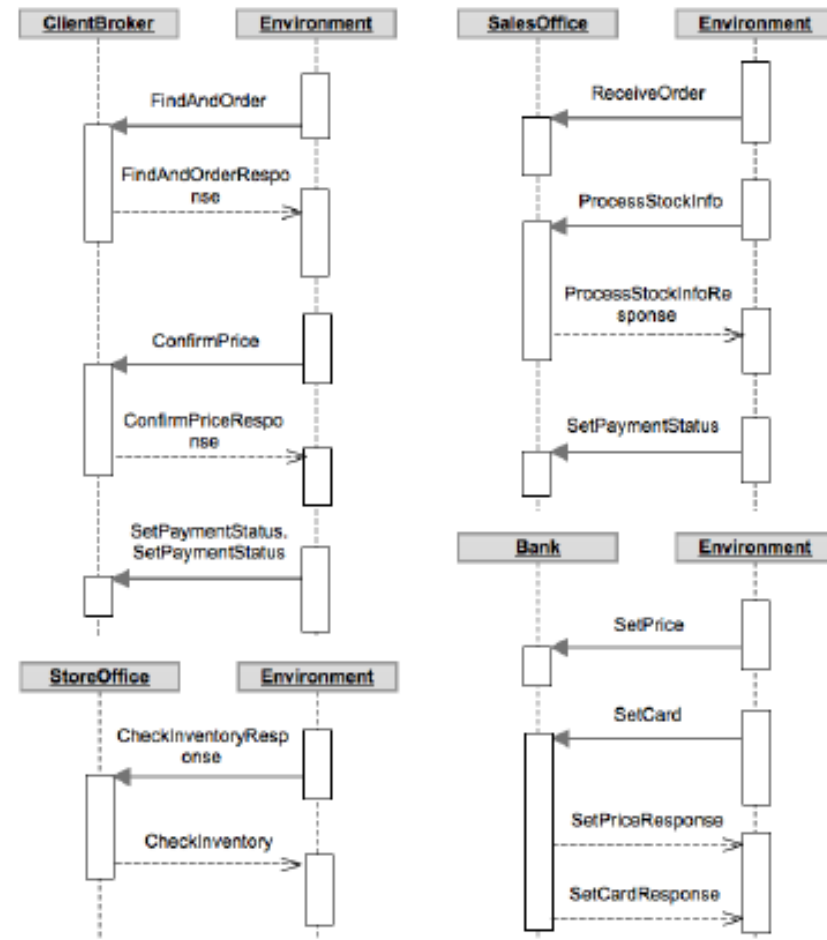 ClientBroker
Environment
FindAndOrder
FindAndOrderRespo
nse
ConfirmPrice
ConfirmPriceRespo
nse
SetPaymentStatus.
SetPaymentStatus
SalesOffice
Environment
ReceiveOrder
ProcessStockInfo
ProcessStockInfoRe
sponse
SetPaymentStatus
StoreOffice
Environment
CheckInventoryResp
onse
CheckInventory
Bank
Environment
SetPrice
SetCard
SetPriceResponse
SetCardResponse